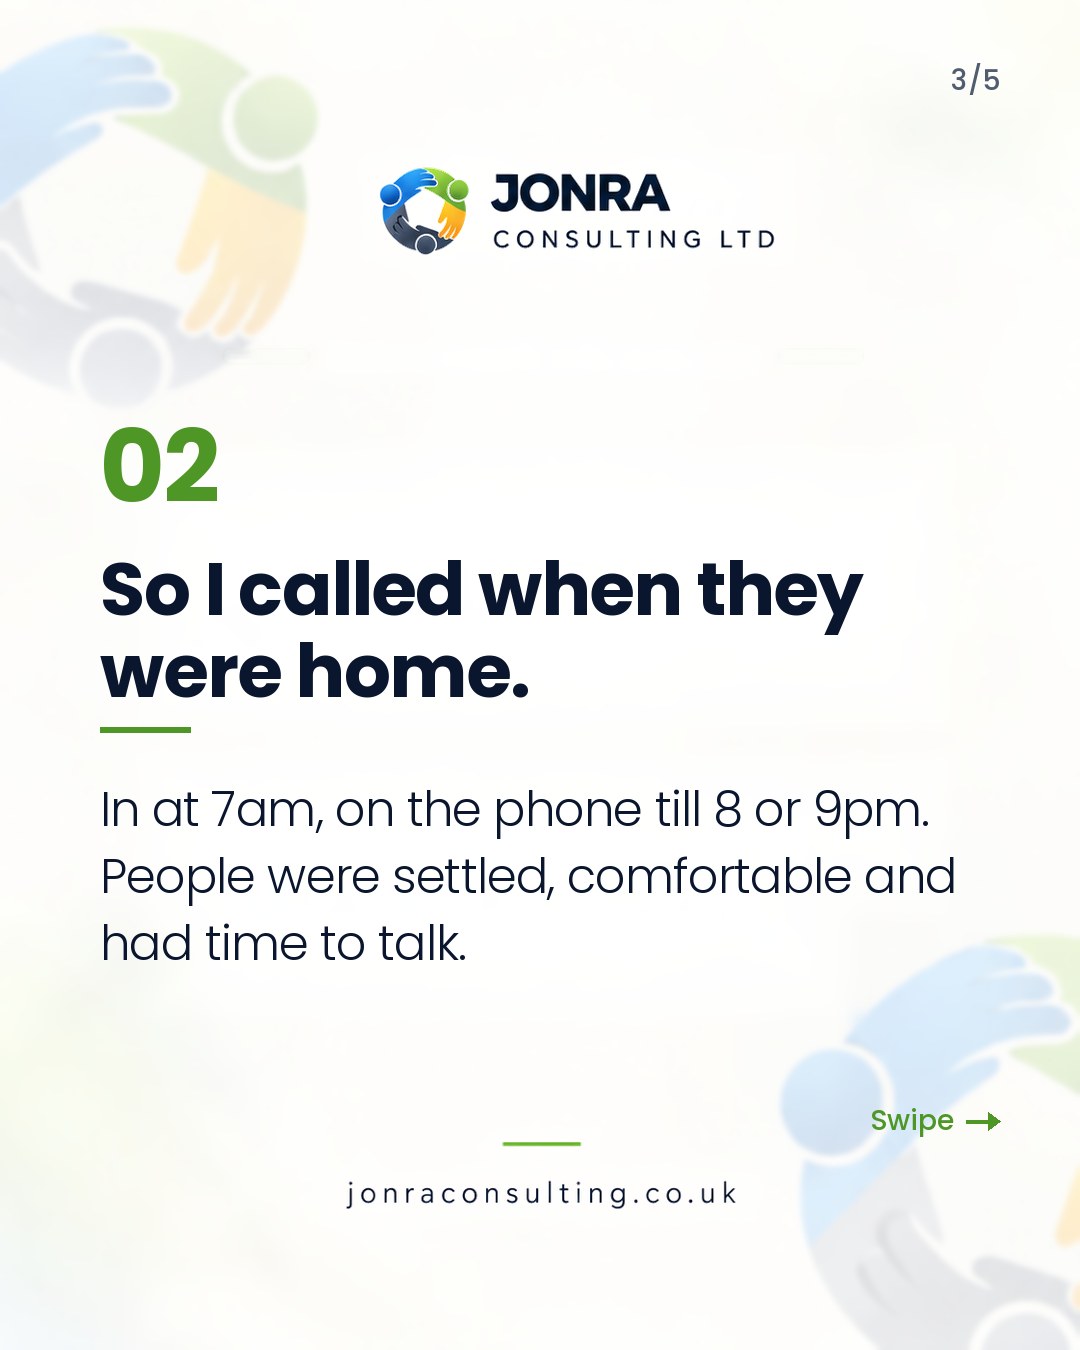 3/5
JONRA
CONSULTING LTD
02
So I called when they
were home.
In at 7am, on the phone till 8 or 9pm.
People were settled, comfortable and
had time to talk.
Swipe →
jonraconsulting.co.uk